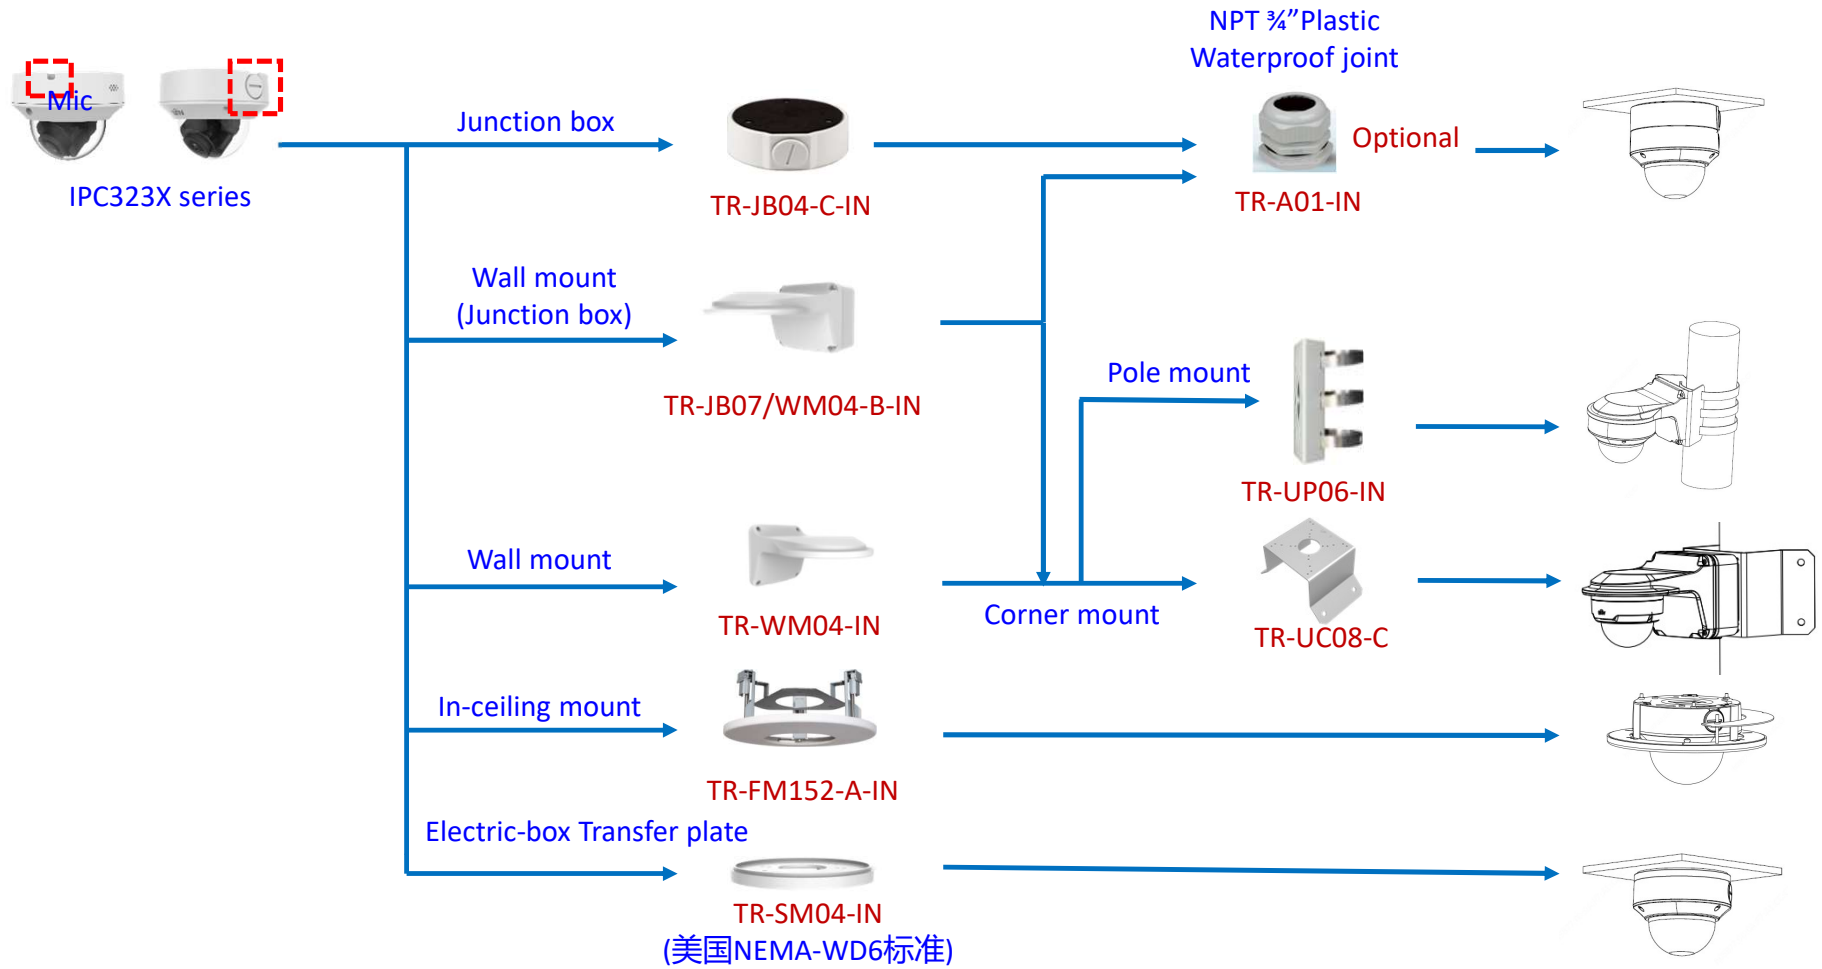 NPT ¾”Plastic
Waterproof joint
Mic
IPC323X series
Junction box
TR-JB04-C-IN
Optional
TR-A01-IN
Wall mount
(Junction box)
TR-JB07/WM04-B-IN
Pole mount
TR-UP06-IN
Wall mount
TR-WM04-IN
Corner mount
TR-UC08-C
In-ceiling mount
TR-FM152-A-IN
Electric-box Transfer plate
TR-SM04-IN
(美国NEMA-WD6标准)